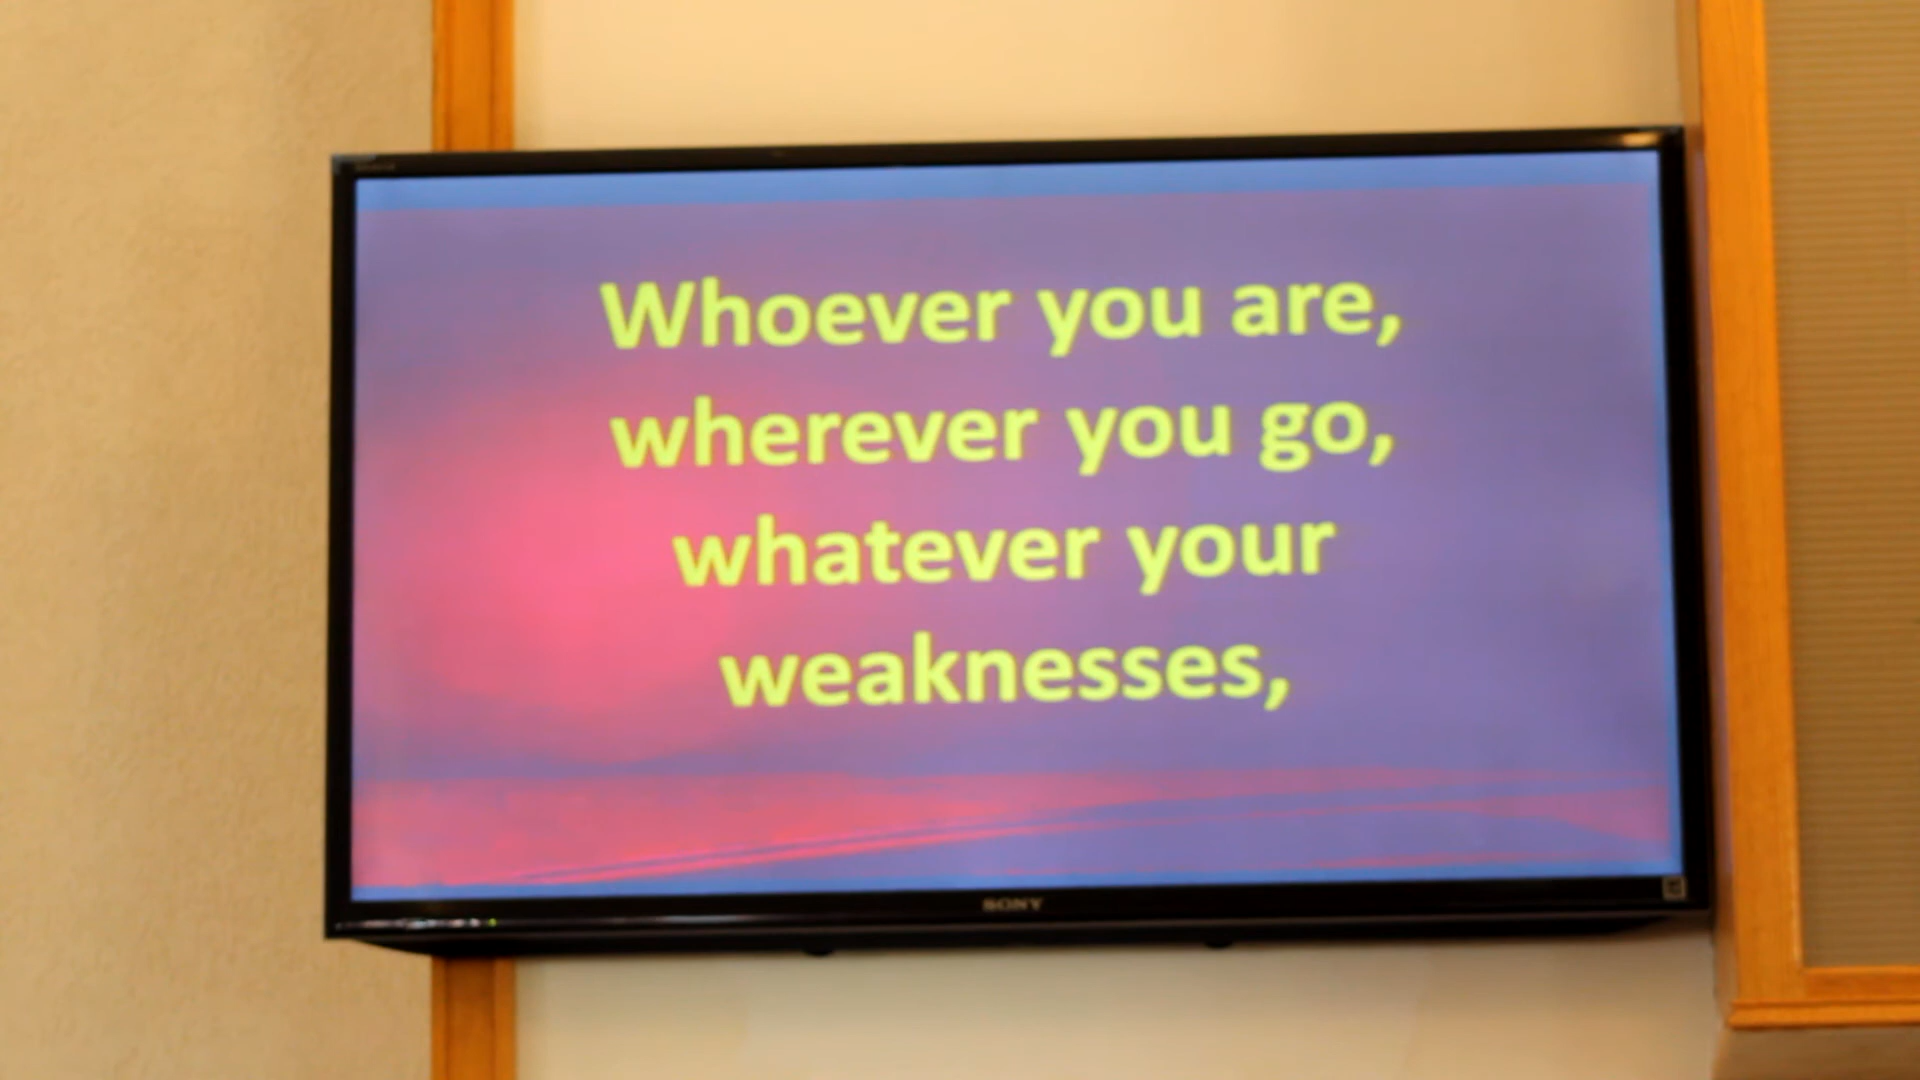 Whoever you are,
wherever you go,
whatever your
weaknesses,
SONY